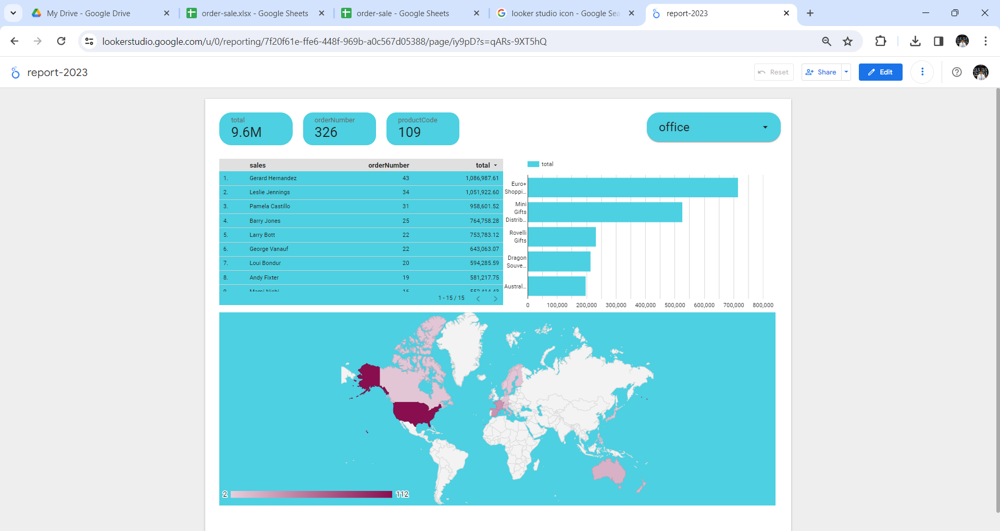 My Drive - Google Drive
order-sale.xlsx - Google Sheets
order-sale - Google Sheets
looker studio icon - Google Sea
report-2023
lookerstudio.google.com/u/0/reporting/7f20f61e-ffe6-448f-969b-a0c567d05388/page/iy9pD?s=qARs-9XT5hQ
report-2023
Reset
Share
Edit
total
9.6M
orderNumber
326
productCode
109
office
sales orderNumber total
1. Gerard Hernandez 43 1,086,987.61
2. Leslie Jennings 34 1,051,922.60
3. Pamela Castillo 31 958,601.52
4. Barry Jones 25 764,758.28
5. Larry Bott 22 753,783.12
6. George Vanauf 22 643,063.07
7. Loui Bondur 20 594,285.59
8. Andy Fixter 19 581,217.75
9. Mami Nishi 16
1 - 15 / 15
total
Euro+
Shoppi...
Mini
Gifts
Distrib...
Rovelli
Gifts
Dragon
Souve...
Austral...
0 100,000 200,000 300,000 400,000 500,000 600,000 700,000 800,000
2 112